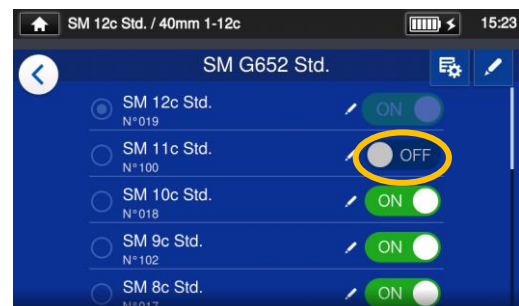 SM 12c Std. / 40mm 1-12c 15:23
SM G652 Std.
SM 12c Std. ON
N°019
SM 11c Std. OFF
N°100
SM 10c Std. ON
N°018
SM 9c Std. ON
N°102
SM 8c Std. ON
N°017